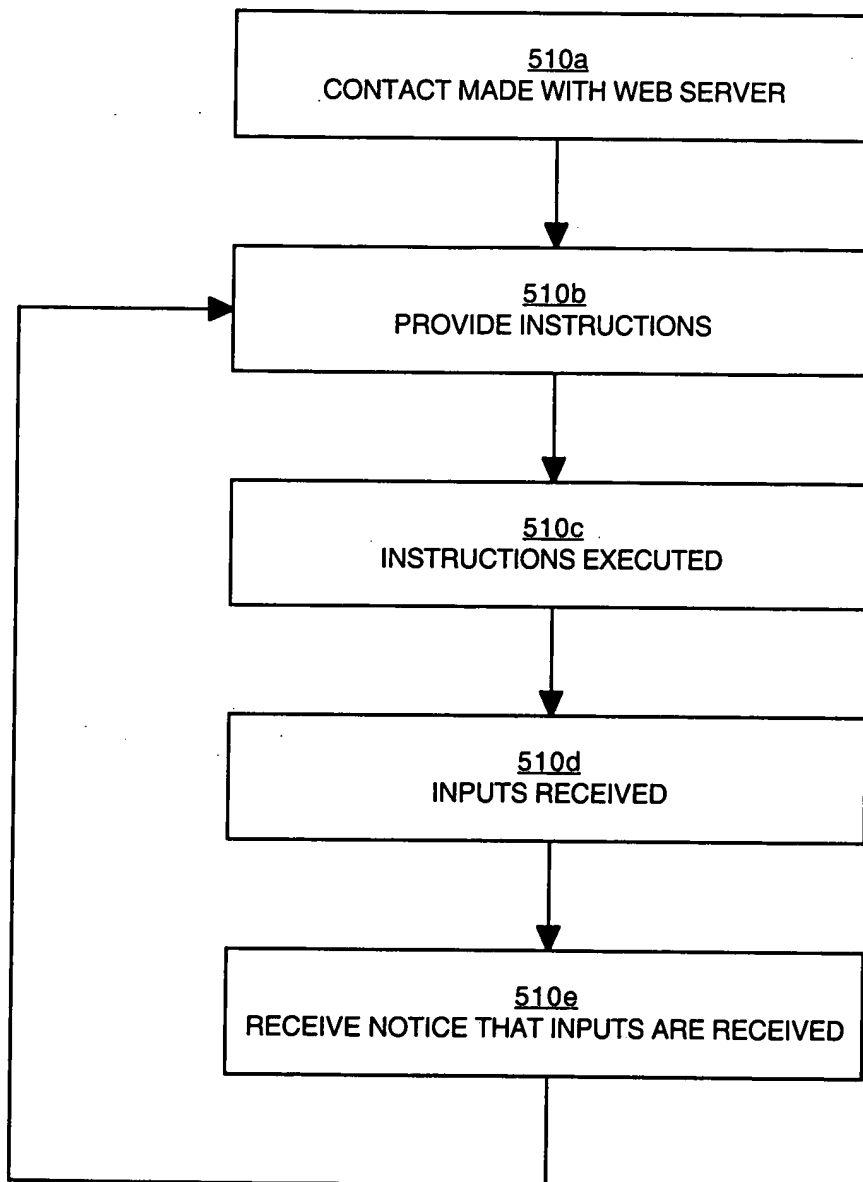 510a
CONTACT MADE WITH WEB SERVER
510b
PROVIDE INSTRUCTIONS
510c
INSTRUCTIONS EXECUTED
510d
INPUTS RECEIVED
510e
RECEIVE NOTICE THAT INPUTS ARE RECEIVED